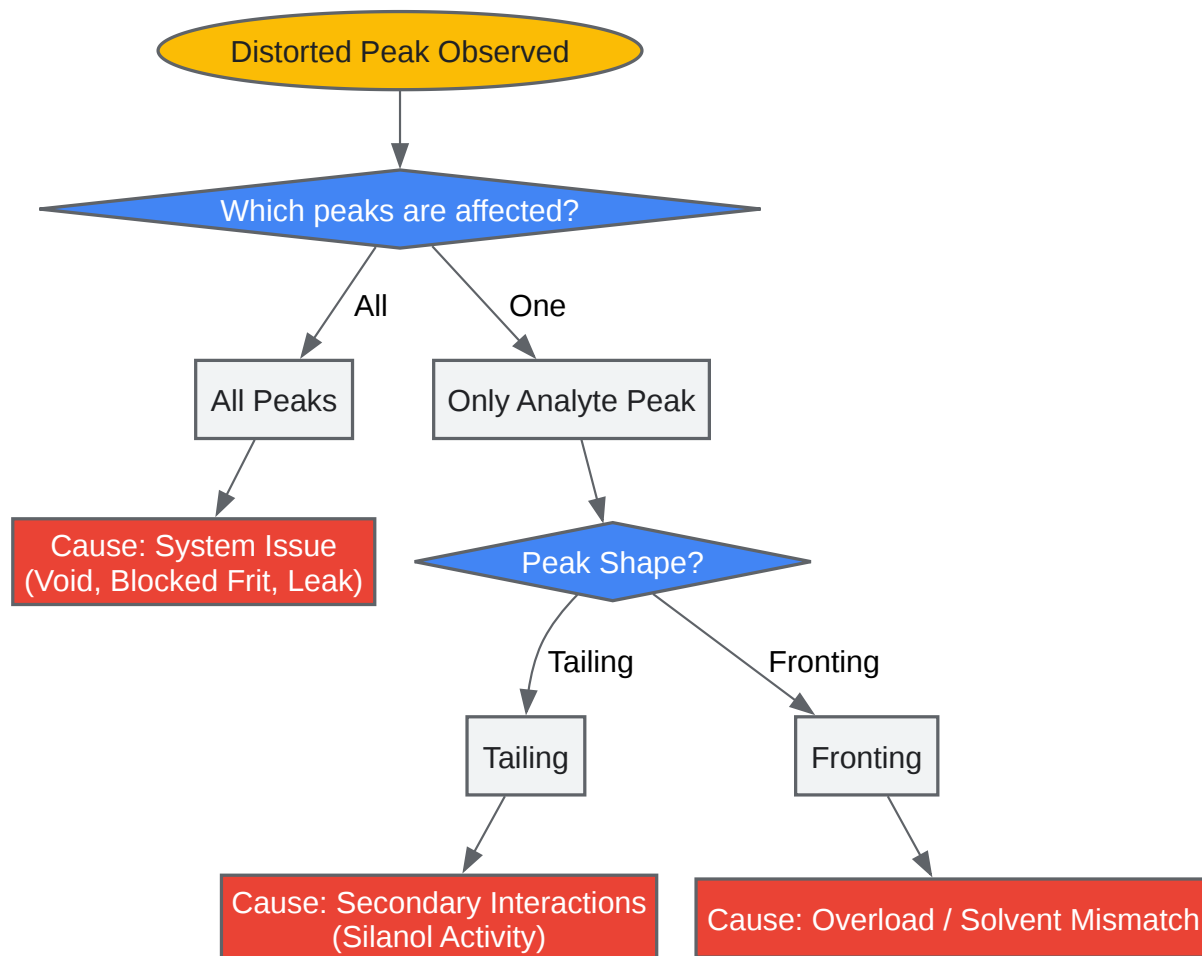 Distorted Peak Observed
Which peaks are affected?
All
One
All Peaks
Only Analyte Peak
Cause: System Issue
(Void, Blocked Frit, Leak)
Peak Shape?
Tailing
Fronting
Tailing
Fronting
Cause: Secondary Interactions
(Silanol Activity)
Cause: Overload / Solvent Mismatch